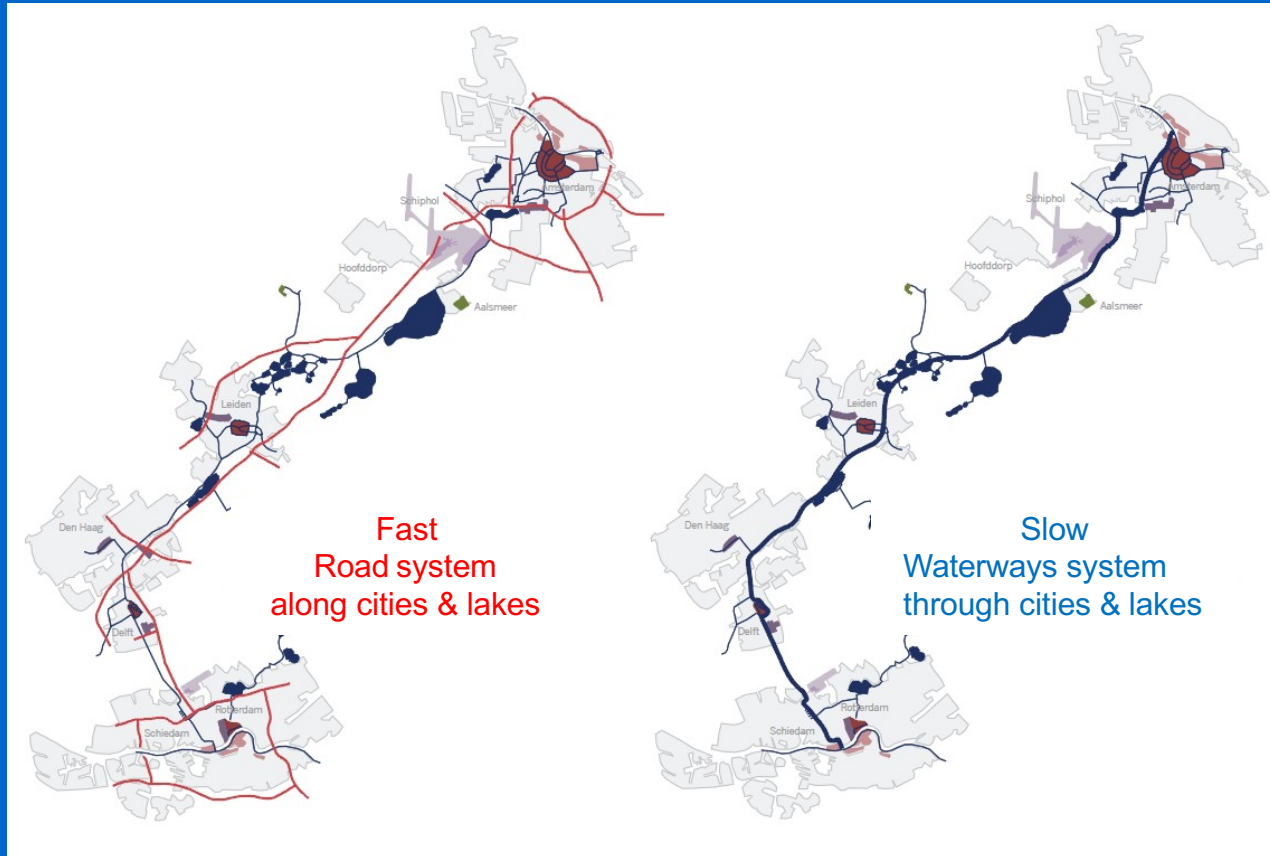 Amsterdam
Schiphol
Hoofddorp
Aalsmeer
Leiden
Den Haag
Fast
Road system
along cities & lakes
Delft
Rotterdam
Schiedam
Amsterdam
Schiphol
Hoofddorp
Aalsmeer
Leiden
Den Haag
Slow
Waterways system
through cities & lakes
Delft
Rotterdam
Schiedam